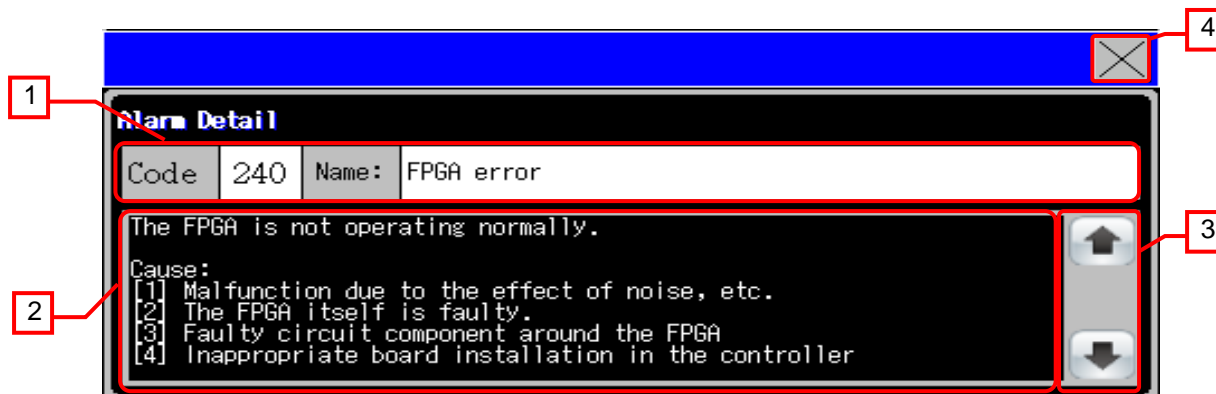 4
1
Alarm Detail
Code 240 Name: FPGA error
The FPGA is not operating normally.
3
Cause:
[1] Malfunction due to the effect of noise, etc.
2
[2] The FPGA itself is faulty.
[3] Faulty circuit component around the FPGA
[4] Inappropriate board installation in the controller